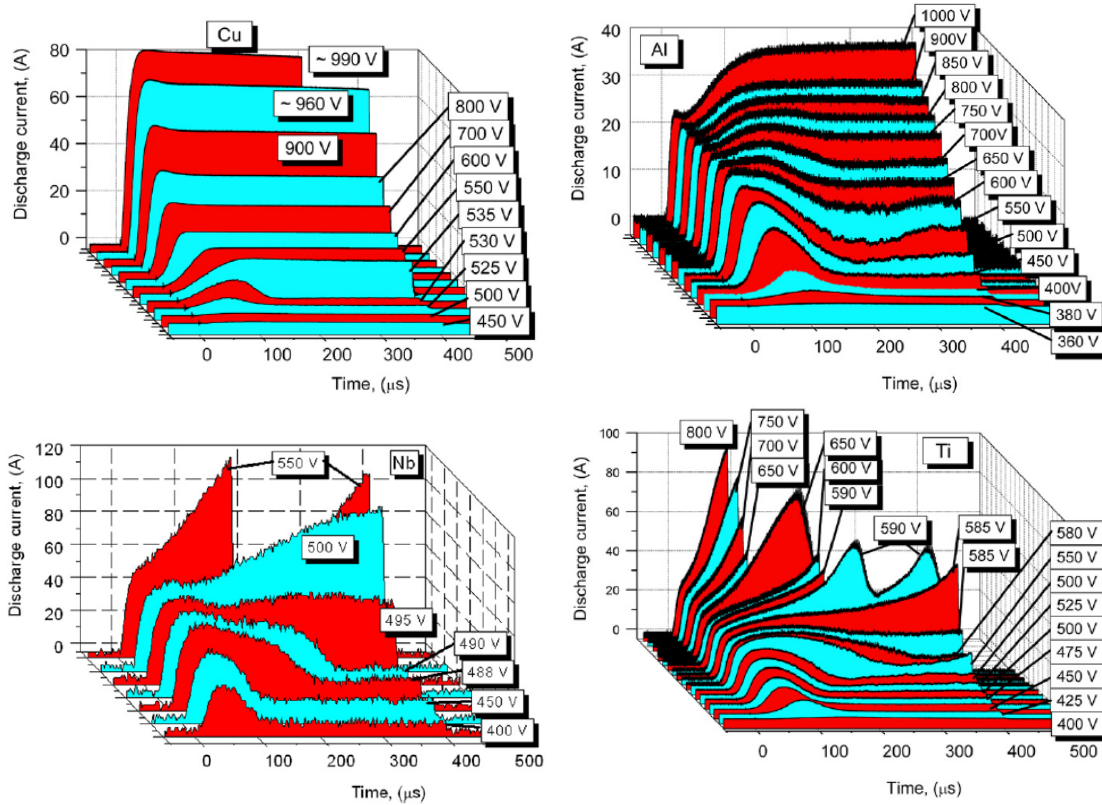 Cu
Discharge current, (A)
80
60
40
20
0
~ 990 V
~ 960 V
900 V
800 V
700 V
600 V
550 V
535 V
530 V
525 V
500 V
450 V
0 100 200 300 400 500
Time, (μs)
Al
Discharge current, (A)
40
30
20
10
0
1000 V
900V
850 V
800 V
750 V
700V
650 V
600 V
550 V
500 V
450 V
400V
380 V
360 V
0 100 200 300 400 500
Time, (μs)
Nb
Discharge current, (A)
120
100
80
60
40
20
0
550 V
500 V
495 V
490 V
488 V
450 V
400 V
0 100 200 300 400 500
Time, (μs)
Ti
Discharge current, (A)
100
80
60
40
20
0
800 V
750 V
700 V
650 V
650 V
600 V
590 V
590 V
585 V
585 V
580 V
550 V
500 V
525 V
500 V
475 V
450 V
425 V
400 V
0 100 200 300 400 500
Time, (μs)